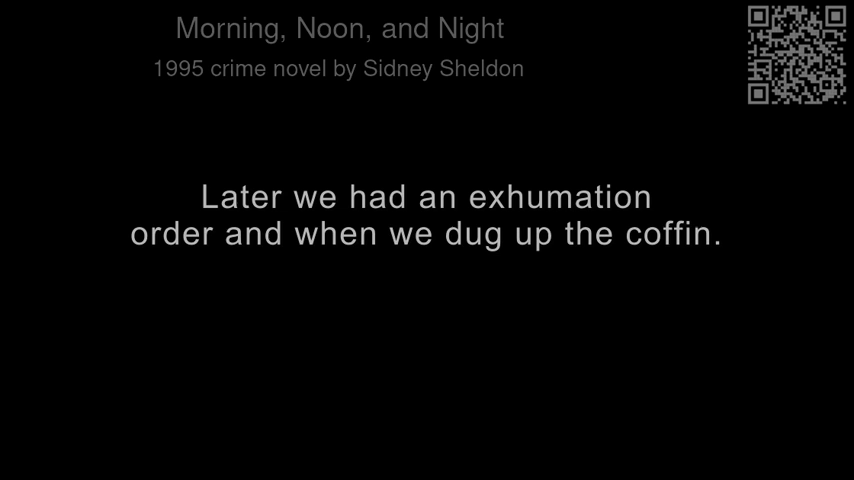 Morning, Noon, and Night
1995 crime novel by Sidney Sheldon
Later we had an exhumation
order and when we dug up the coffin.